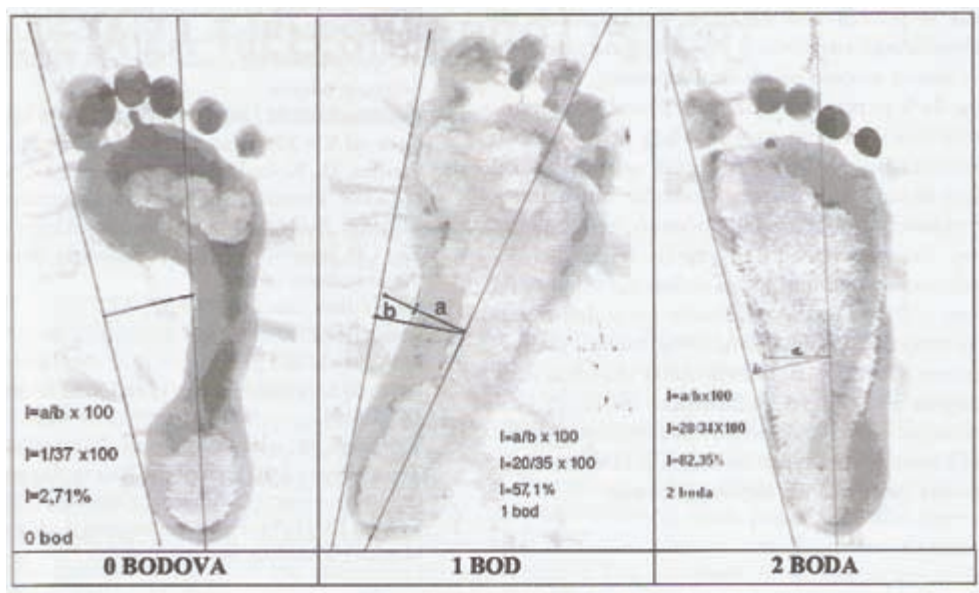 I=a/b x 100
I=1/37 x100
I=2,71%
0 bod
0 BODOVA
b
a
I=a/b x 100
I=20/35 x 100
I=57,1%
1 bod
1 BOD
a
b
I=a/bx100
I=28/34X100
I=82,35%
2 boda
2 BODA